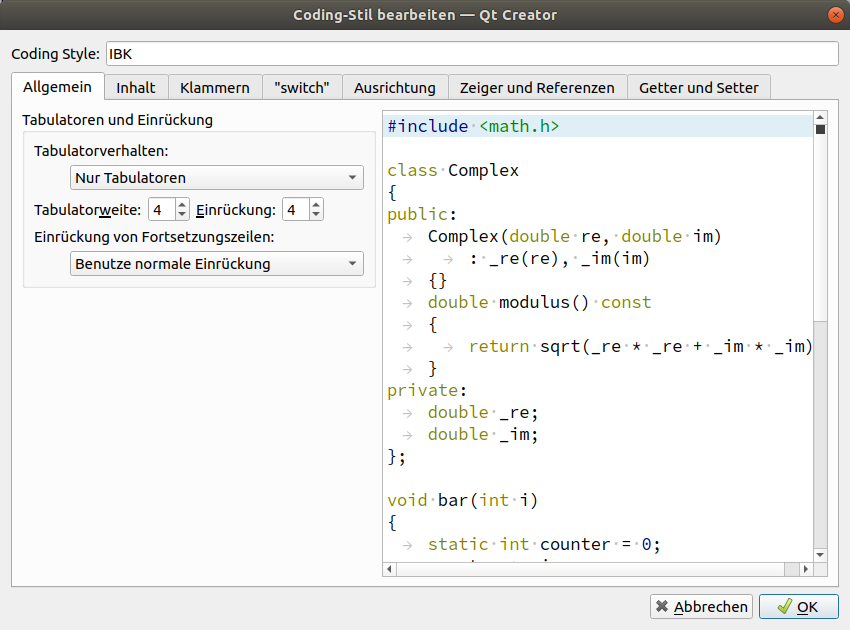 Coding-Stil bearbeiten — Qt Creator
Coding Style: IBK
Allgemein Inhalt Klammern "switch" Ausrichtung Zeiger und Referenzen Getter und Setter
Tabulatoren und Einrückung
Tabulatorverhalten:
Nur Tabulatoren
Tabulatorweite: 4 Einrückung: 4
Einrückung von Fortsetzungszeilen:
Benutze normale Einrückung
#include <math.h>
class Complex
{
public:
Complex(double re, double im)
: _re(re), _im(im)
{}
double modulus() const
{
return sqrt(_re * _re + _im * _im)
}
private:
double _re;
double _im;
};
void bar(int i)
{
static int counter = 0;
Abbrechen OK